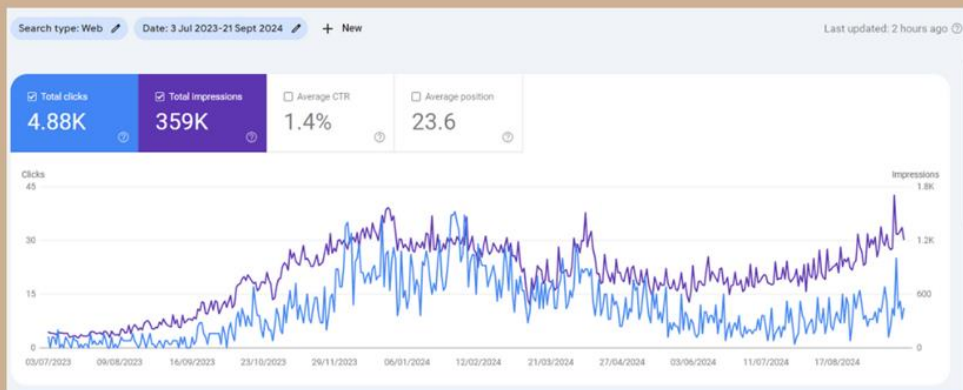 Search type: Web
Date: 3 Jul 2023-21 Sept 2024
+ New
Last updated: 2 hours ago
Total clicks
4.88K
Total impressions
359K
Average CTR
1.4%
Average position
23.6
Clicks
Impressions
45
1.8K
30
1.2K
15
600
0
0
03/07/2023
09/08/2023
16/09/2023
23/10/2023
29/11/2023
06/01/2024
12/02/2024
21/03/2024
27/04/2024
03/06/2024
11/07/2024
17/08/2024